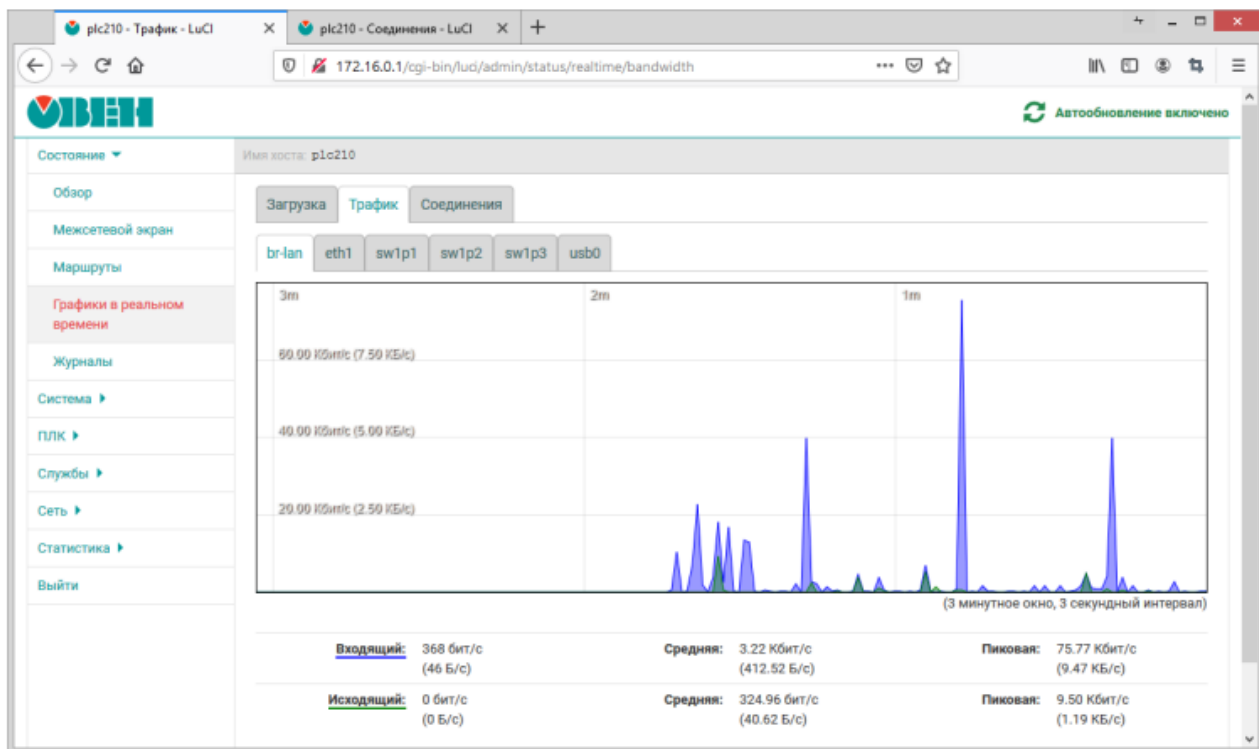 plc210 - Трафик - LuCI
plc210 - Соединения - LuCI
172.16.0.1/cgi-bin/luci/admin/status/realtime/bandwidth
ОВЕН
Автообновление включено
Состояние
Имя хоста: plc210
Обзор
Межсетевой экран
Маршруты
Графики в реальном
времени
Журналы
Система
ПЛК
Службы
Сеть
Статистика
Выйти
Загрузка Трафик Соединения
br-lan eth1 sw1p1 sw1p2 sw1p3 usb0
3m 2m 1m
60.00 Кбит/с (7.50 КБ/с)
40.00 Кбит/с (5.00 КБ/с)
20.00 Кбит/с (2.50 КБ/с)
(3 минутное окно, 3 секундный интервал)
Входящий: 368 бит/с Средняя: 3.22 Кбит/с Пиковая: 75.77 Кбит/с
(46 Б/с) (412.52 Б/с) (9.47 КБ/с)
Исходящий: 0 бит/с Средняя: 324.96 бит/с Пиковая: 9.50 Кбит/с
(0 Б/с) (40.62 Б/с) (1.19 КБ/с)